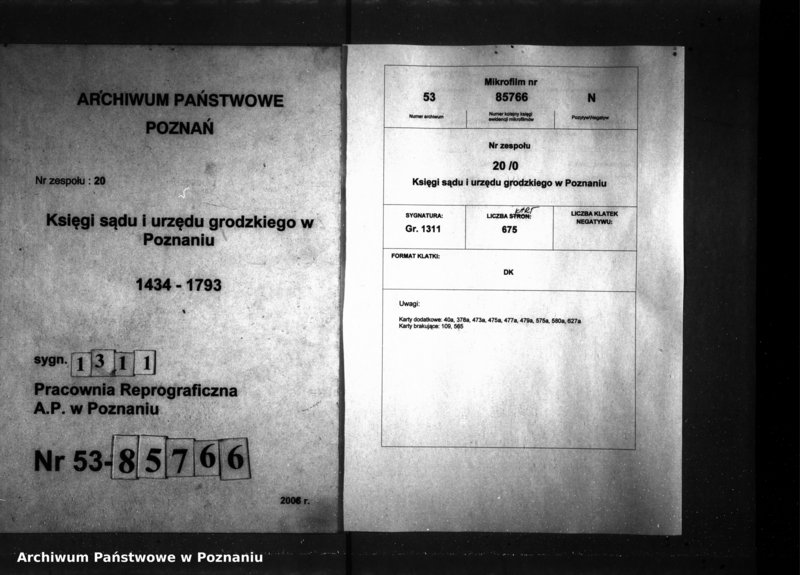 ARCHIWUM PAŃSTWOWE
POZNAŃ
Nr zespołu : 20
Księgi sądu i urzędu grodzkiego w
Poznaniu
1434 - 1793
sygn. 1311
Pracownia Reprograficzna
A.P. w Poznaniu
Nr 53-85766
2006 r.
Mikrofilm nr
53 85766 N
Numer archiwum
Numer kolejny księgi
ewidencji mikrofilmów
Pozytyw/Negatyw
Nr zespołu
20 /0
Księgi sądu i urzędu grodzkiego w Poznaniu
SYGNATURA:
Gr. 1311
KART
LICZBA STRON:
675
LICZBA KLATEK
NEGATYWU:
FORMAT KLATKI:
DK
Uwagi:
Karty dodatkowe: 40a, 378a, 473a, 475a, 477a, 479a, 575a, 580a, 627a
Karty brakujące: 109, 565
Archiwum Państwowe w Poznaniu